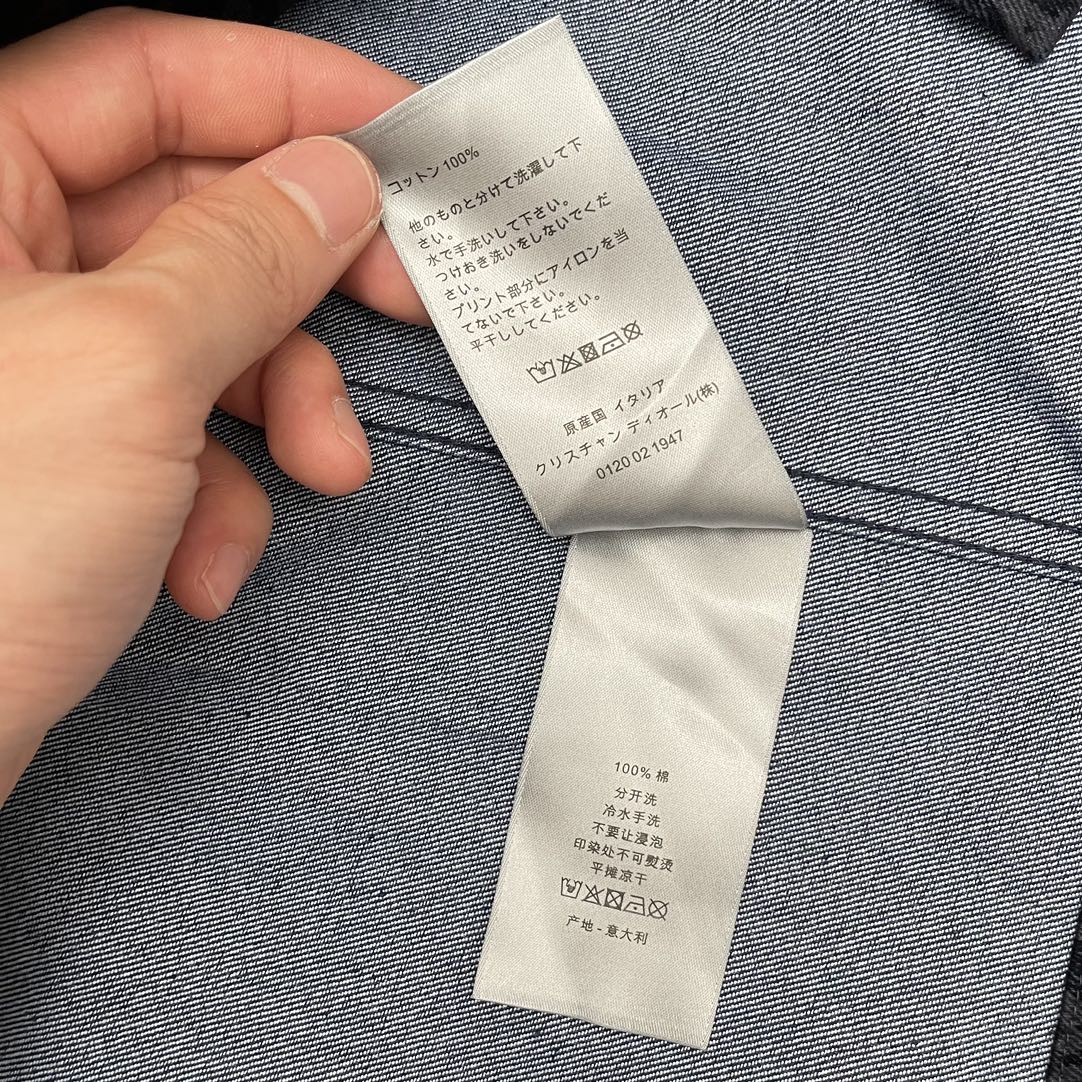 コットン 100%
他のものと分けて洗濯して下
さい。
水で手洗いして下さい。
つけおき洗いをしないでくだ
さい。
プリント部分にアイロンを当
てないで下さい。
平干ししてください。
原産国 イタリア
クリスチャン ディオール(株)
0120 02 1947
100% 棉
分开洗
冷水手洗
不要让浸泡
印染处不可熨烫
平摊凉干
产地 - 意大利